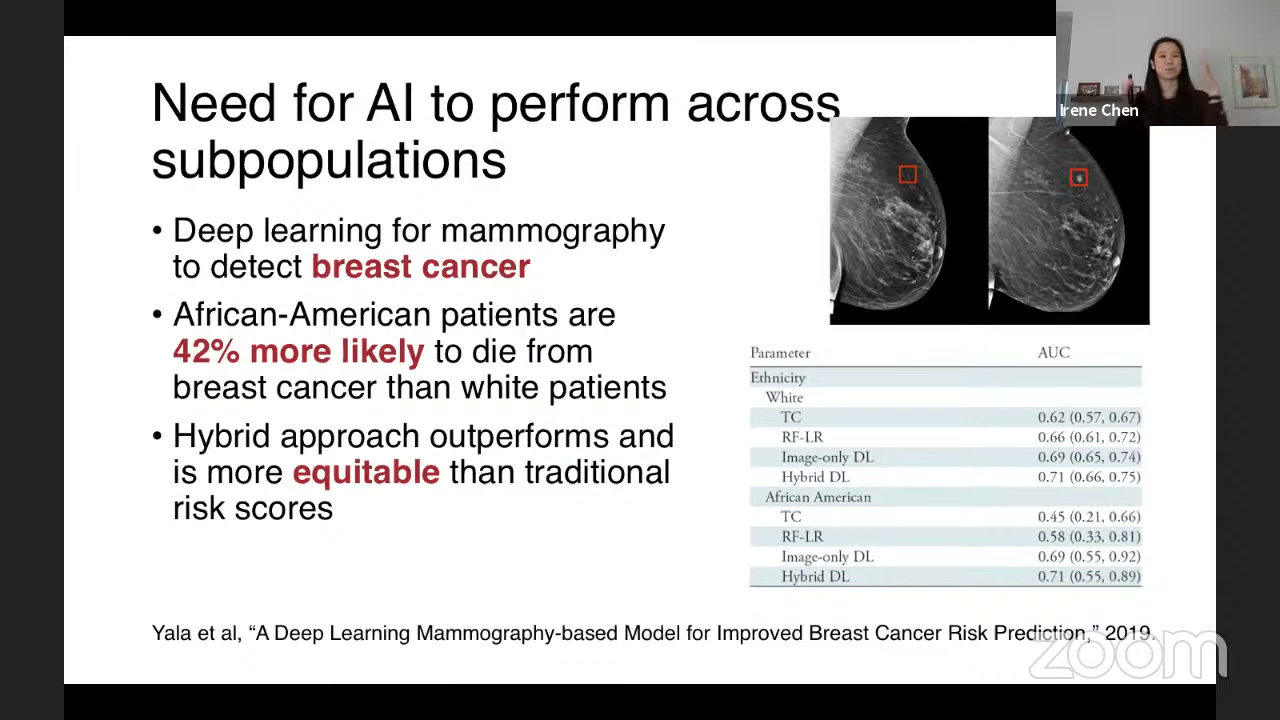 Need for AI to perform across
subpopulations
Irene Chen
• Deep learning for mammography
to detect breast cancer
• African-American patients are
42% more likely to die from
breast cancer than white patients
• Hybrid approach outperforms and
is more equitable than traditional
risk scores
Parameter AUC
Ethnicity
White
TC 0.62 (0.57, 0.67)
RF-LR 0.66 (0.61, 0.72)
Image-only DL 0.69 (0.65, 0.74)
Hybrid DL 0.71 (0.66, 0.75)
African American
TC 0.45 (0.21, 0.66)
RF-LR 0.58 (0.33, 0.81)
Image-only DL 0.69 (0.55, 0.92)
Hybrid DL 0.71 (0.55, 0.89)
Yala et al, “A Deep Learning Mammography-based Model for Improved Breast Cancer Risk Prediction,” 2019.
zoom